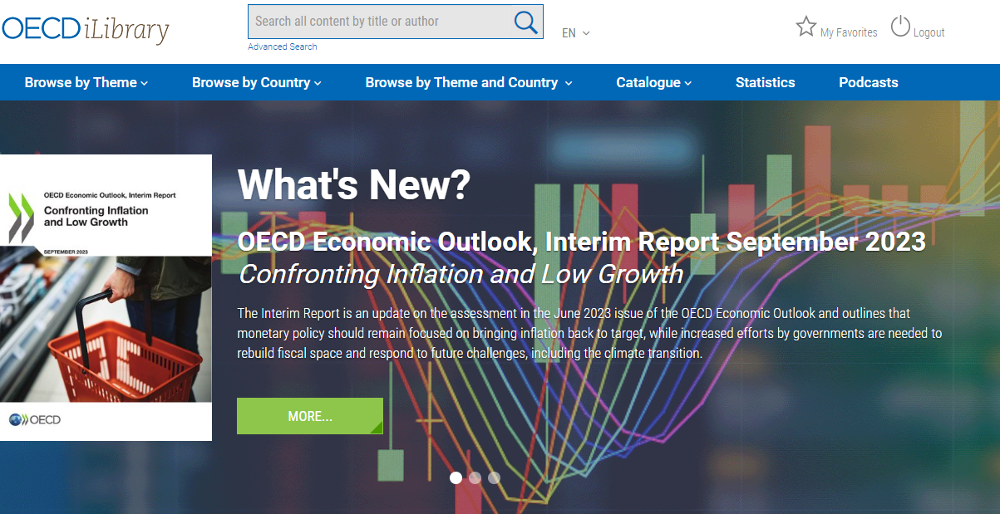 OECD iLibrary
Search all content by title or author
Advanced Search
EN
My Favorites
Logout
Browse by Theme
Browse by Country
Browse by Theme and Country
Catalogue
Statistics
Podcasts
OECD Economic Outlook, Interim Report
Confronting Inflation
and Low Growth
SEPTEMBER 2023
OECD
What's New?
OECD Economic Outlook, Interim Report September 2023
Confronting Inflation and Low Growth
The Interim Report is an update on the assessment in the June 2023 issue of the OECD Economic Outlook and outlines that
monetary policy should remain focused on bringing inflation back to target, while increased efforts by governments are needed to
rebuild fiscal space and respond to future challenges, including the climate transition.
MORE...